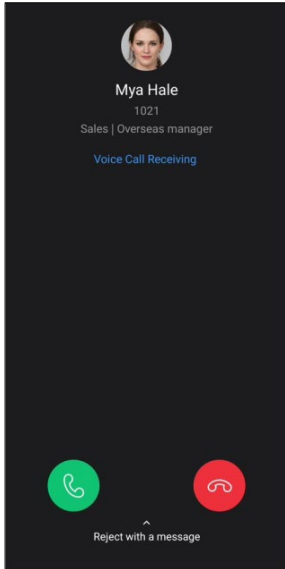 Mya Hale
1021
Sales | Overseas manager
Voice Call Receiving
Reject with a message